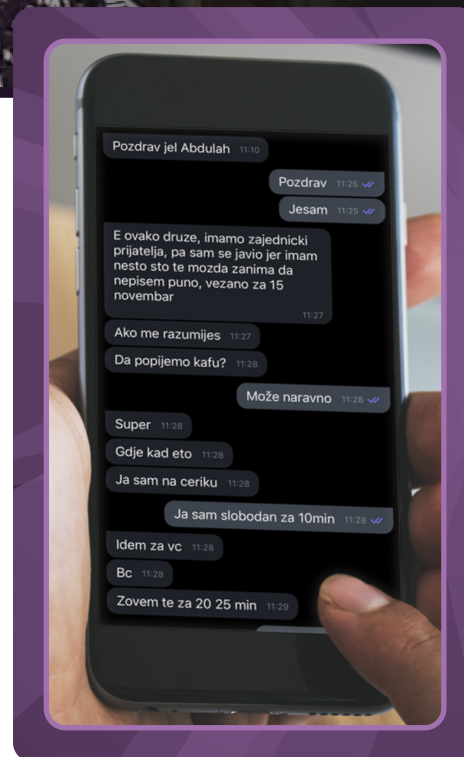 Pozdrav jel Abdulah 11:10
Pozdrav 11:25
Jesam 11:25
E ovako druze, imamo zajednicki
prijatelja, pa sam se javio jer imam
nesto sto te mozda zanima da
nepisem puno, vezano za 15
novembar
11:27
Ako me razumijes 11:27
Da popijemo kafu? 11:28
Može naravno 11:28
Super 11:28
Gdje kad eto 11:28
Ja sam na ceriku 11:28
Ja sam slobodan za 10min 11:28
Idem za vc 11:28
Bc 11:28
Zovem te za 20 25 min 11:29